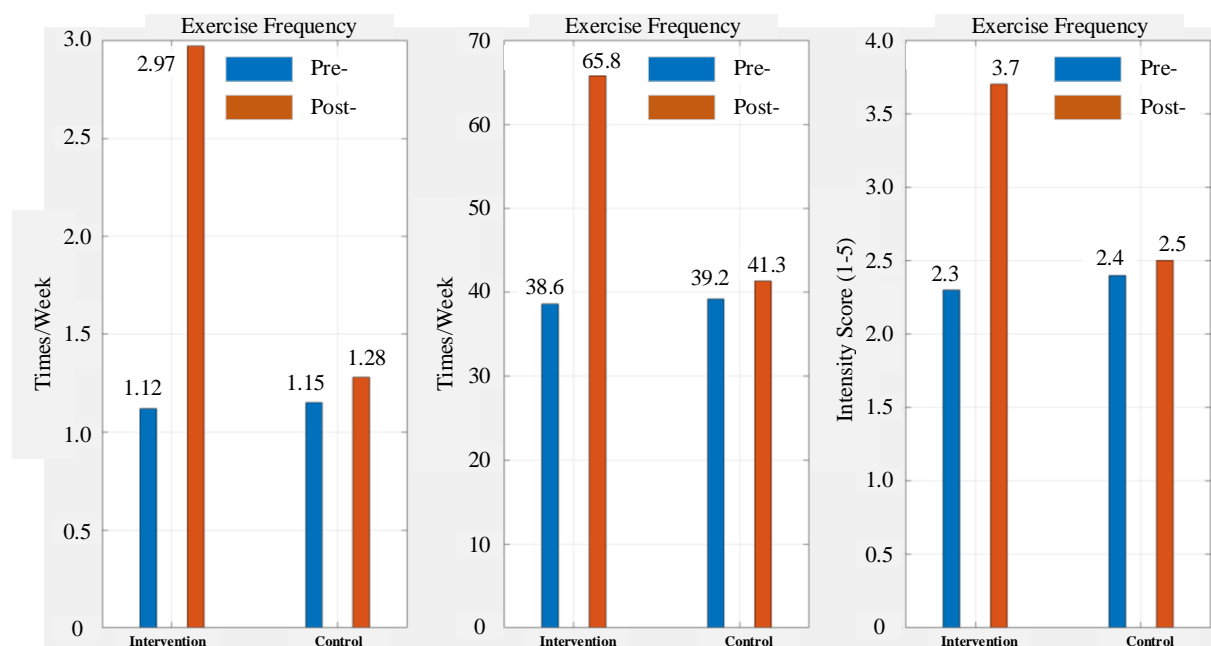 Exercise Frequency
3.0
2.5
2.0
1.5
1.0
0.5
0
Times/Week
2.97
1.12
1.15
1.28
Pre-
Post-
Intervention
Control
Exercise Frequency
70
60
50
40
30
20
10
0
Times/Week
65.8
38.6
39.2
41.3
Pre-
Post-
Intervention
Control
Exercise Frequency
4.0
3.5
3.0
2.5
2.0
1.5
1.0
0.5
0
Intensity Score (1-5)
3.7
2.3
2.4
2.5
Pre-
Post-
Intervention
Control